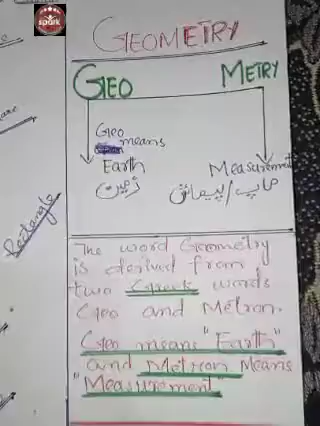 spark
GEOMETRY
GEO METRY
Geo
means
Earth
زمین
Measurement
ماپ/پیمائش
Rectangle
The word Geometry
is derived from
two Greek words
Geo and Metron.
Geo means "Earth"
and Metron Means
"Measurement"